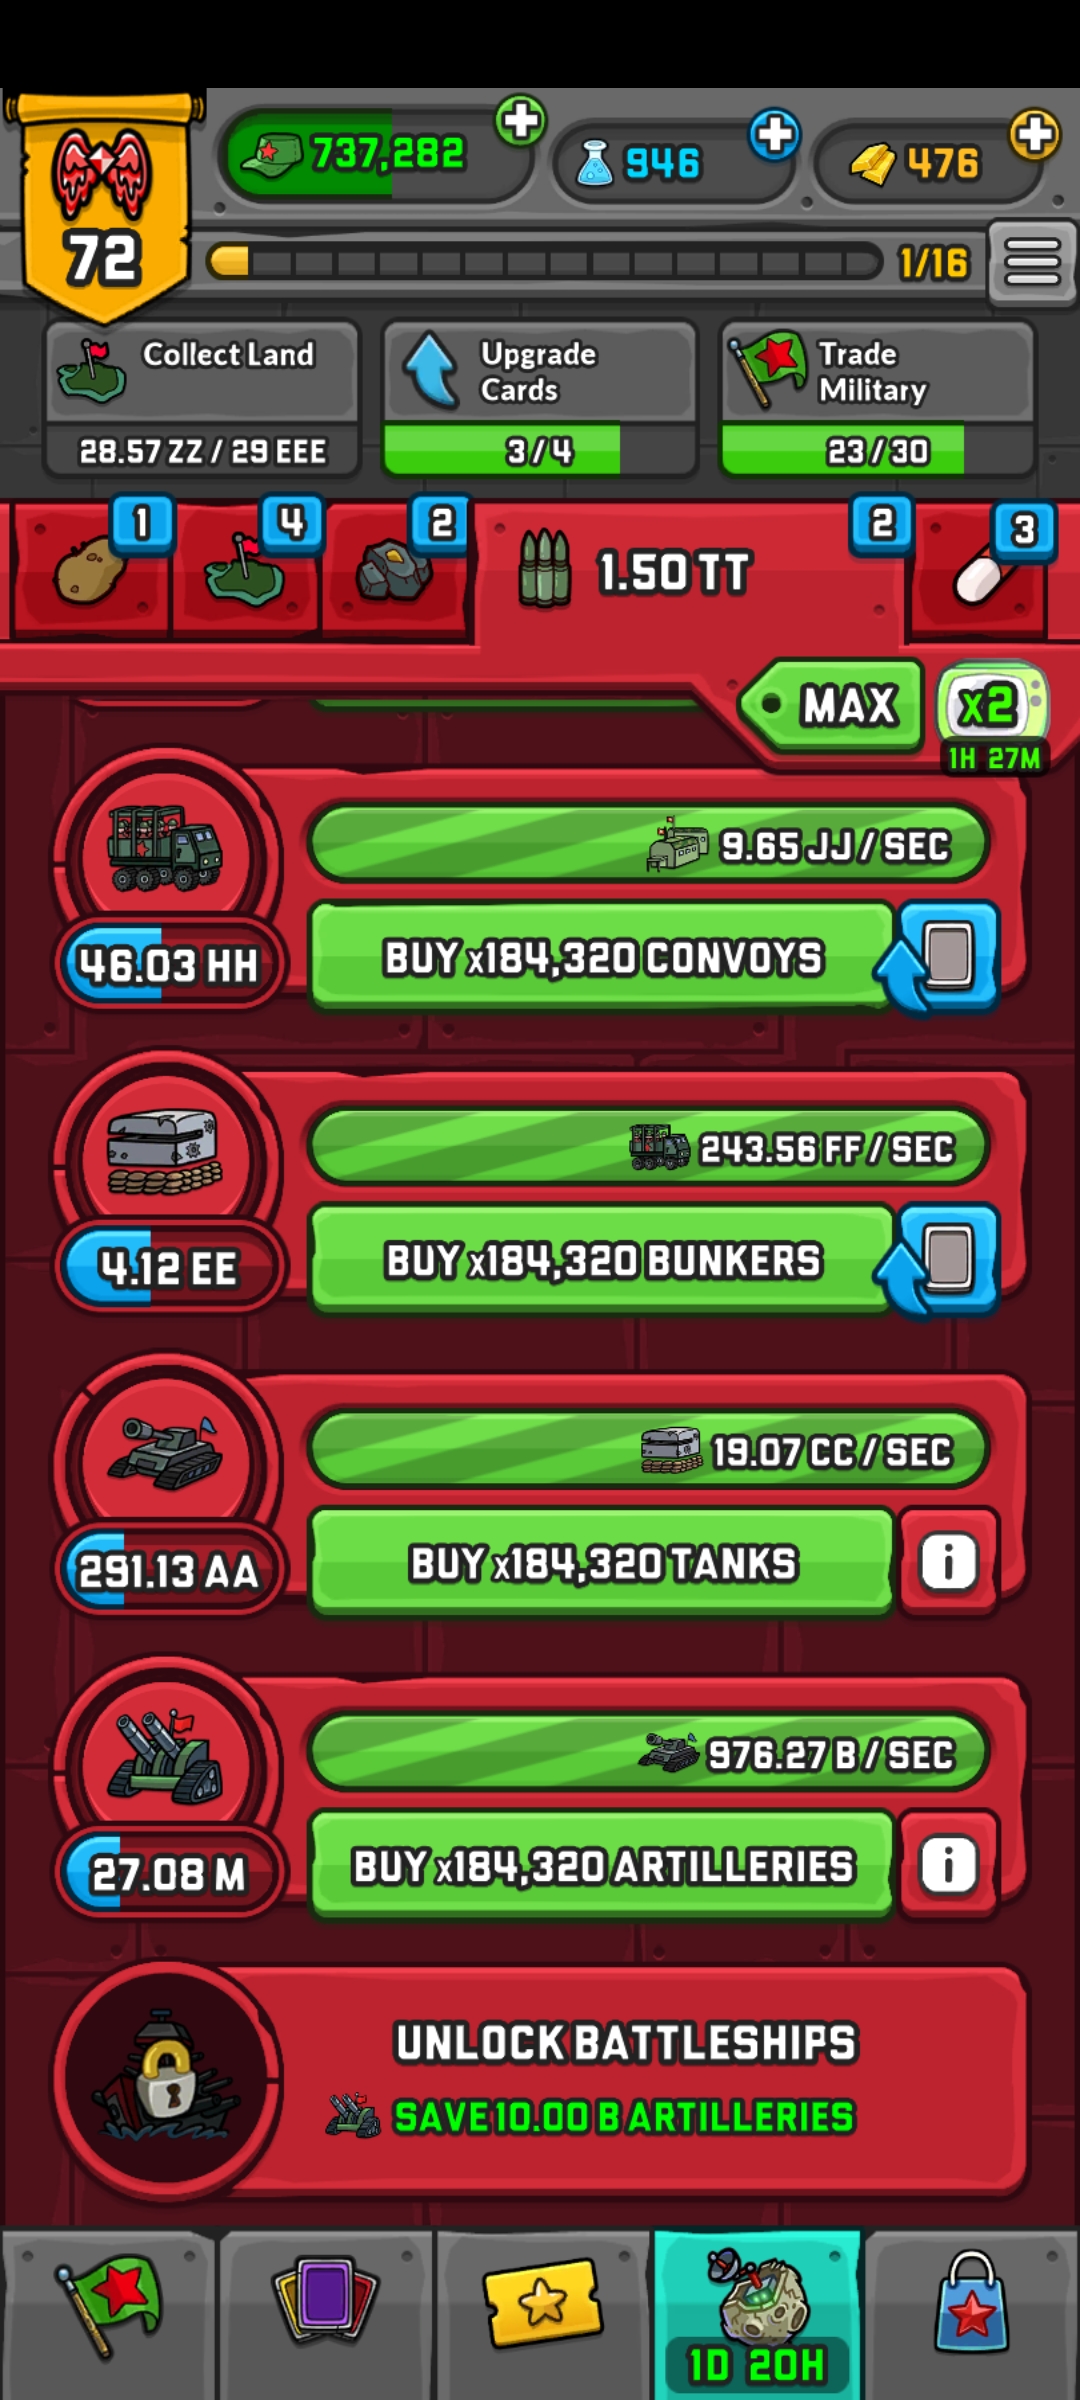 737,282
946
476
72
1/16
Collect Land
28.57 ZZ / 29 EEE
Upgrade
Cards
3/4
Trade
Military
23/30
1
4
2
1.50 TT
2
3
MAX
x2
1H 27M
9.65 JJ / SEC
46.03 HH
BUY x184,320 CONVOYS
243.56 FF / SEC
4.12 EE
BUY x184,320 BUNKERS
19.07 CC / SEC
291.13 AA
BUY x184,320 TANKS
i
976.27 B / SEC
27.08 M
BUY x184,320 ARTILLERIES
i
UNLOCK BATTLESHIPS
SAVE 10.00 B ARTILLERIES
1D 20H